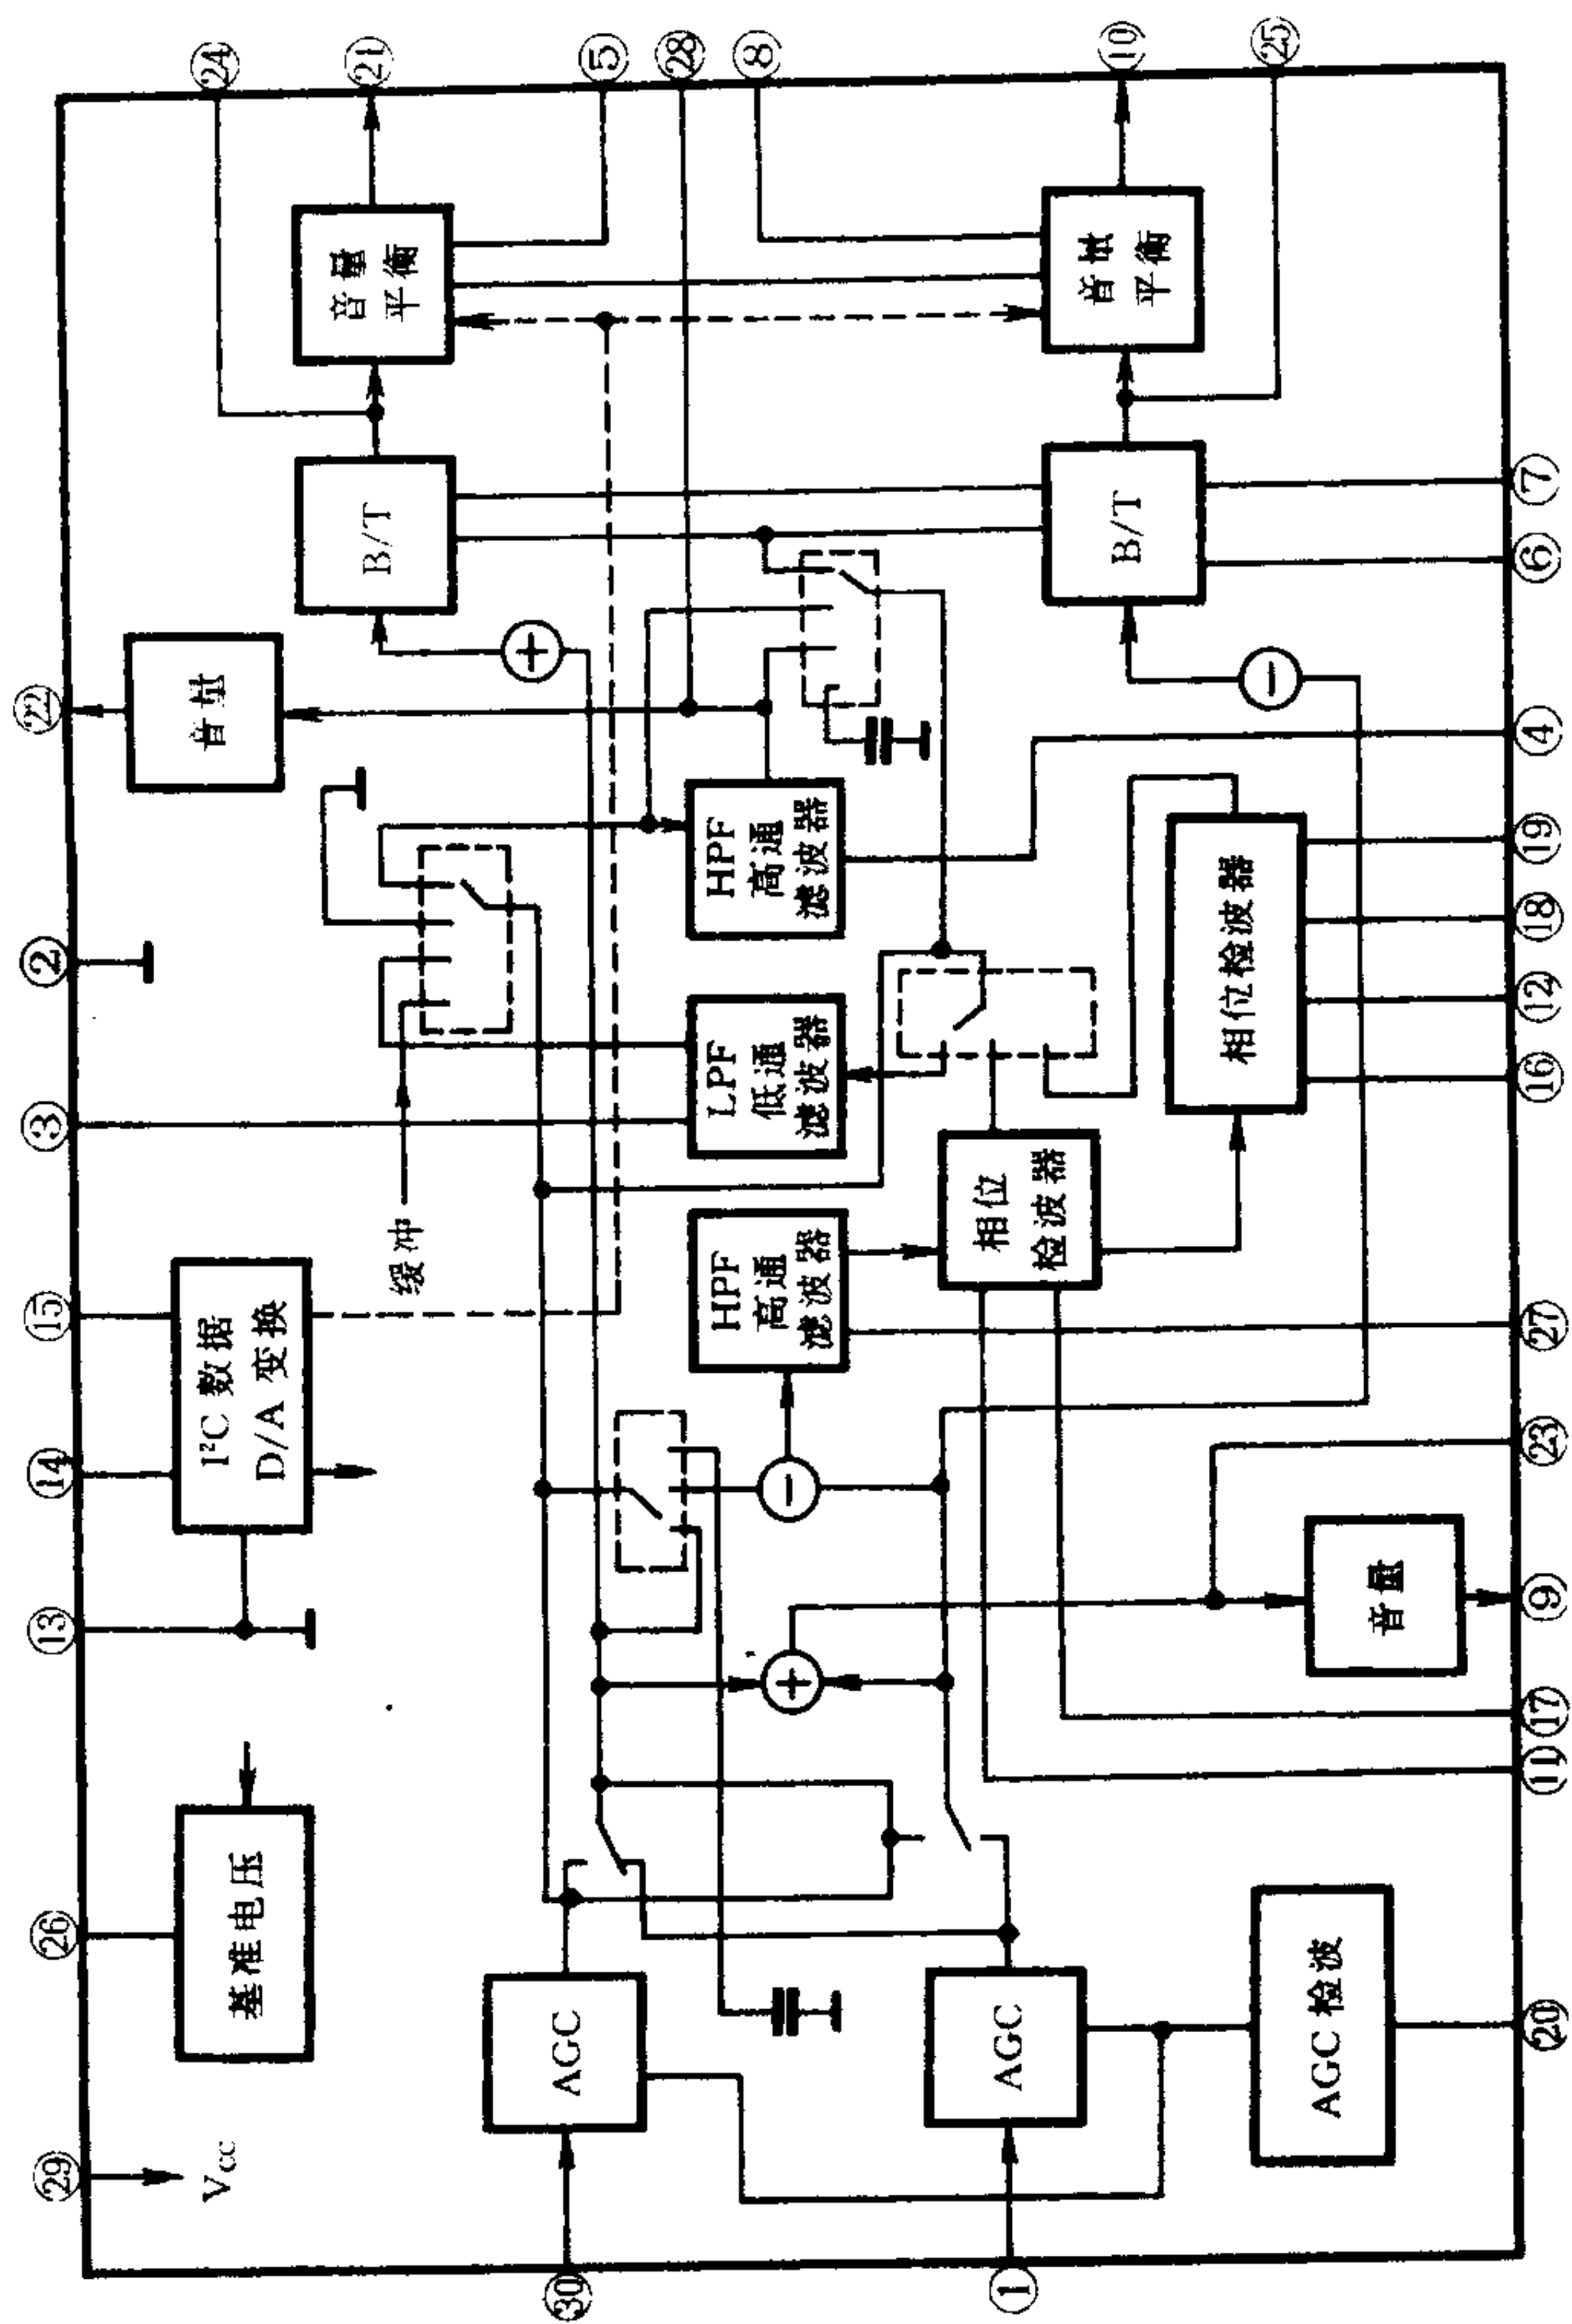 29
26
13
14
15
3
2
22
24
Vcc
基准电压
I²C 数据
D/A 变换
音量
21
音量
平衡
缓冲
B/T
5
30
AGC
+
28
HPF
高通
滤波器
LPF
低通
滤波器
HPF
高通
滤波器
8
+
−
1
AGC
相位
检波器
B/T
音量
平衡
10
AGC 检波
相位检波器
−
25
音量
20
11
17
9
23
27
16
12
18
19
4
6
7